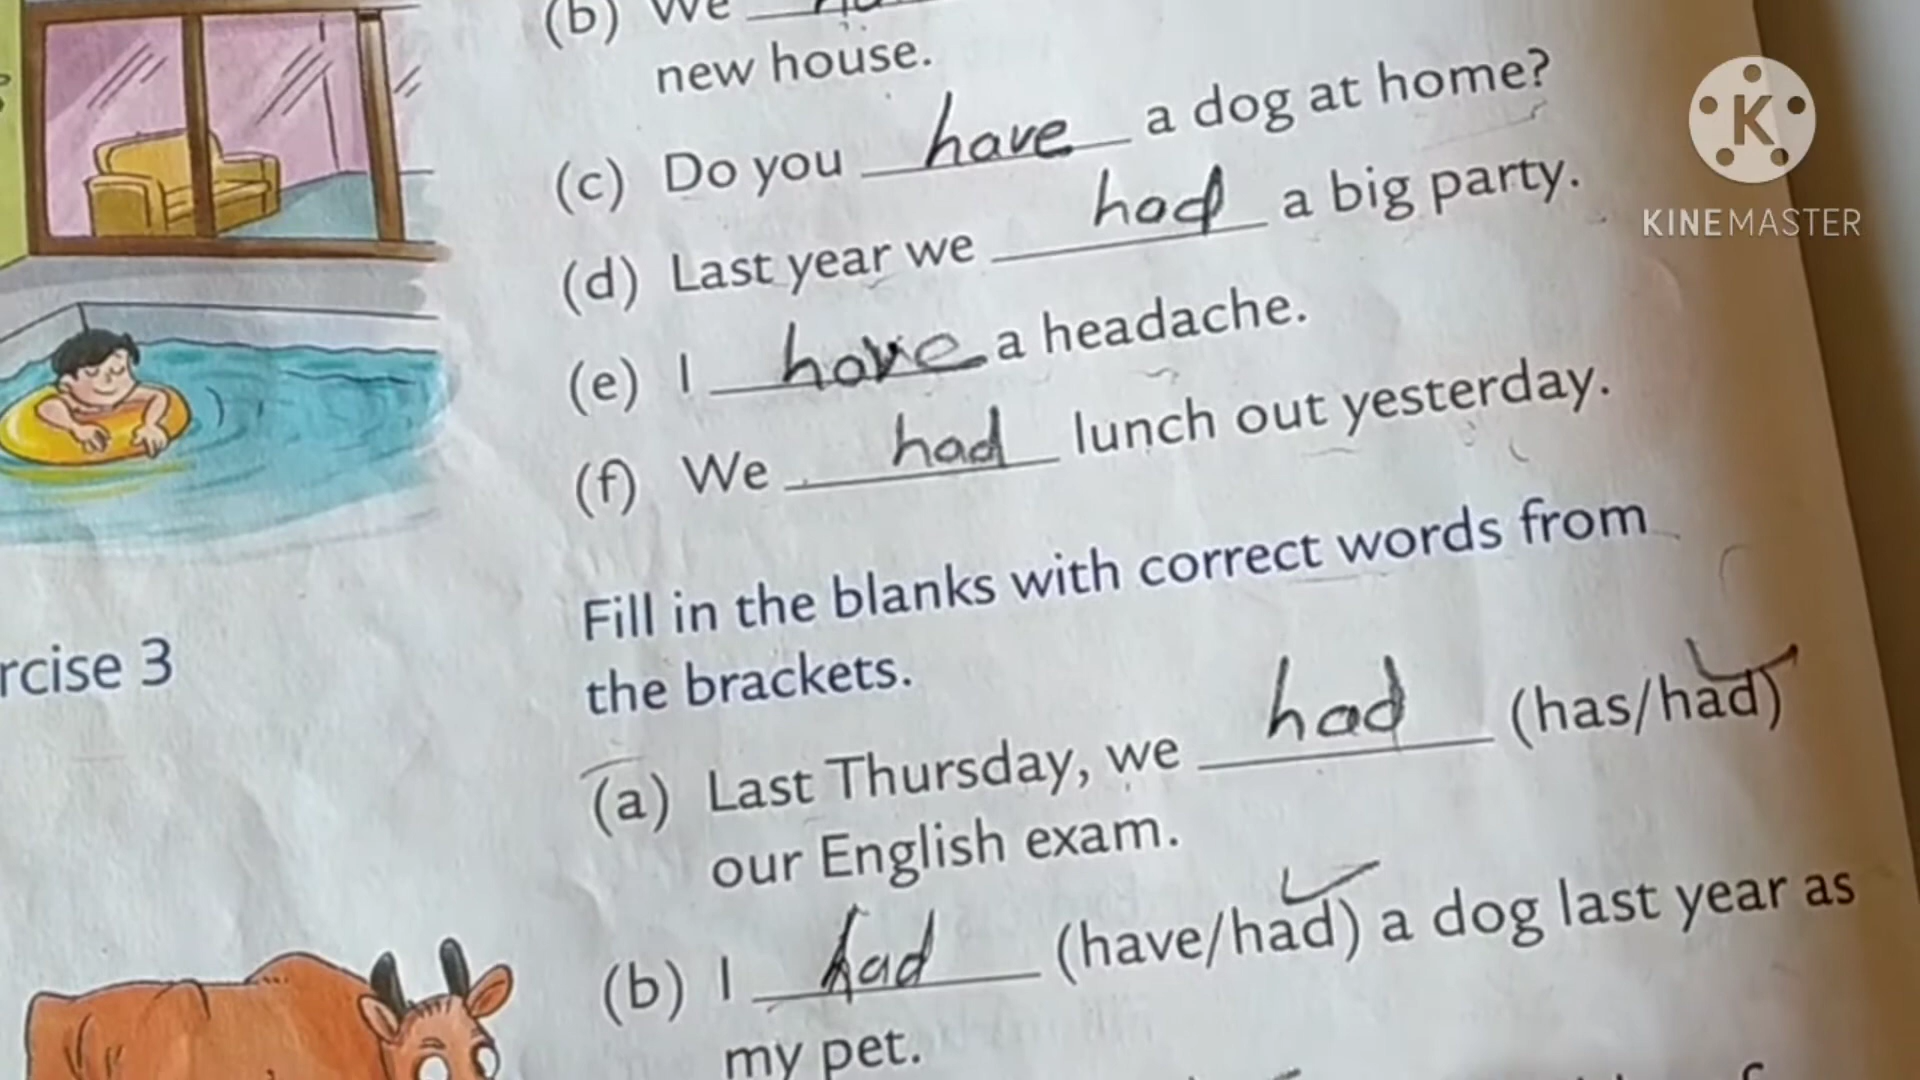 (b) We
new house.
(c) Do you have a dog at home?
(d) Last year we had a big party.
(e) I have a headache.
(f) We had lunch out yesterday.
rcise 3
Fill in the blanks with correct words from
the brackets.
(a) Last Thursday, we had (has/had)
our English exam.
(b) I had (have/had) a dog last year as
my pet.
K
KINEMASTER